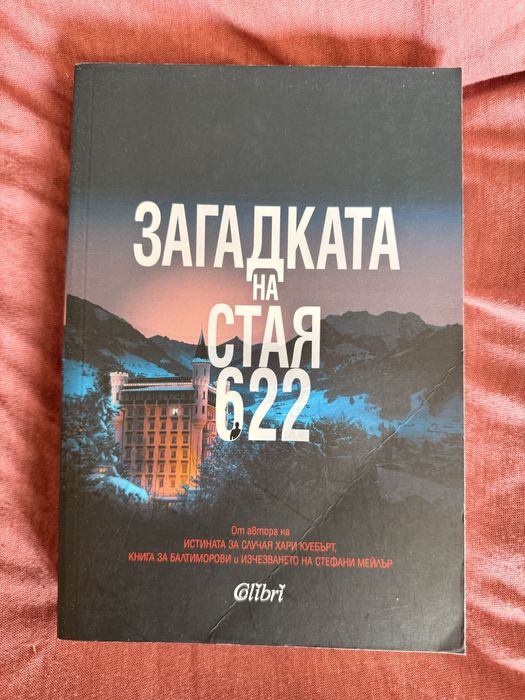 ЗАГАДКАТА
НА
СТАЯ
622
От автора на
ИСТИНАТА ЗА СЛУЧАЯ ХАРИ КУЕБЪРТ,
КНИГА ЗА БАЛТИМОРОВИ и ИЗЧЕЗВАНЕТО НА СТЕФАНИ МЕЙЛЪР
Colibri